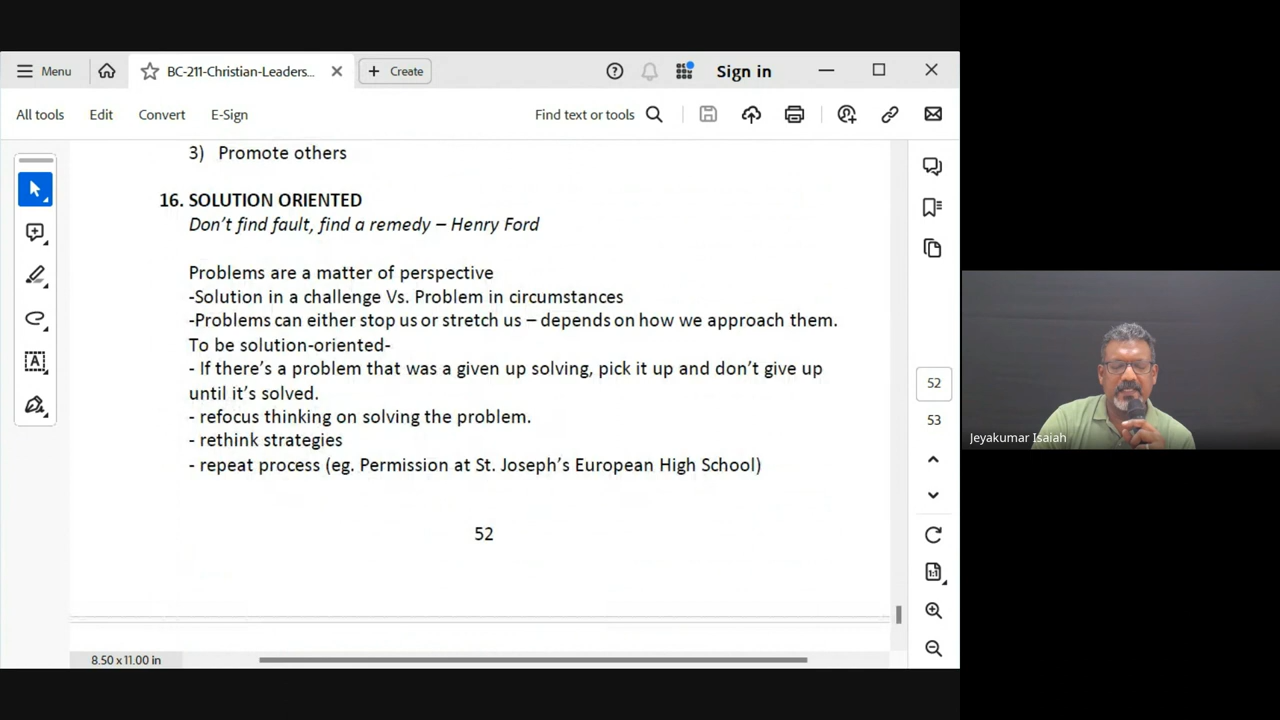 Menu
BC-211-Christian-Leaders...
Create
Sign in
All tools
Edit
Convert
E-Sign
Find text or tools
3) Promote others
16. SOLUTION ORIENTED
Don't find fault, find a remedy – Henry Ford
Problems are a matter of perspective
-Solution in a challenge Vs. Problem in circumstances
-Problems can either stop us or stretch us – depends on how we approach them.
To be solution-oriented-
- If there's a problem that was a given up solving, pick it up and don't give up
until it's solved.
- refocus thinking on solving the problem.
- rethink strategies
- repeat process (eg. Permission at St. Joseph's European High School)
52
52
53
1:1
8.50 x 11.00 in
Jeyakumar Isaiah